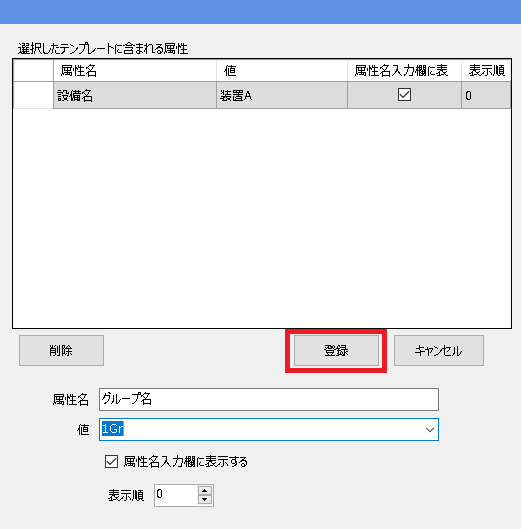 選択したテンプレートに含まれる属性
属性名 値 属性名入力欄に表 表示順
設備名 装置A 0
削除 登録 キャンセル
属性名 グループ名
値 1Gr
属性名入力欄に表示する
表示順 0